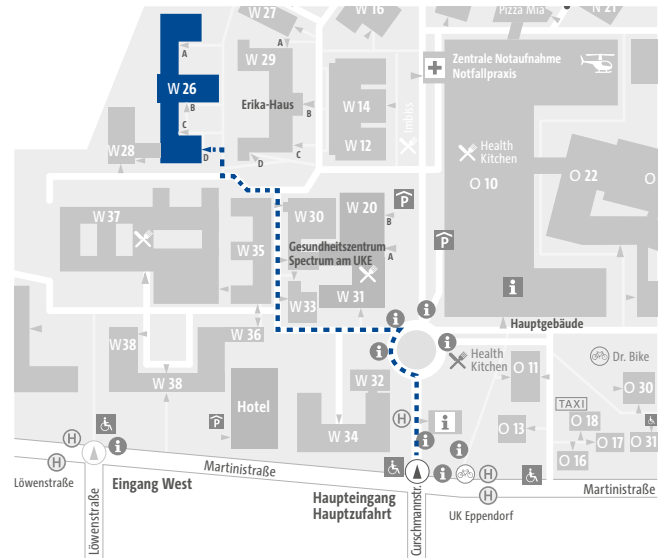 W 27
W 16
Pizza Mia
N 21
A
W 29
Zentrale Notaufnahme
Notfallpraxis
W 26
B
Erika-Haus
B
W 14
Imbiss
C
W 12
Health
Kitchen
W 28
D
D
C
O 10
O 22
O
P
W 37
W 30
W 20
B
P
W 35
Gesundheitszentrum
Spectrum am UKE
A
i
W 33
W 31
i
i
Hauptgebäude
W 38
W 36
i
Health
Kitchen
O 11
Dr. Bike
W 38
W 32
O 30
Hotel
TAXI
P
H
i
O 18
O 13
O 17
O 31
H
i
W 34
i
i
O 16
H
Martinistraße
i
H
Löwenstraße
Eingang West
Haupteingang
Hauptzufahrt
H
Martinistraße
UK Eppendorf
Löwenstraße
Curschmannstr.